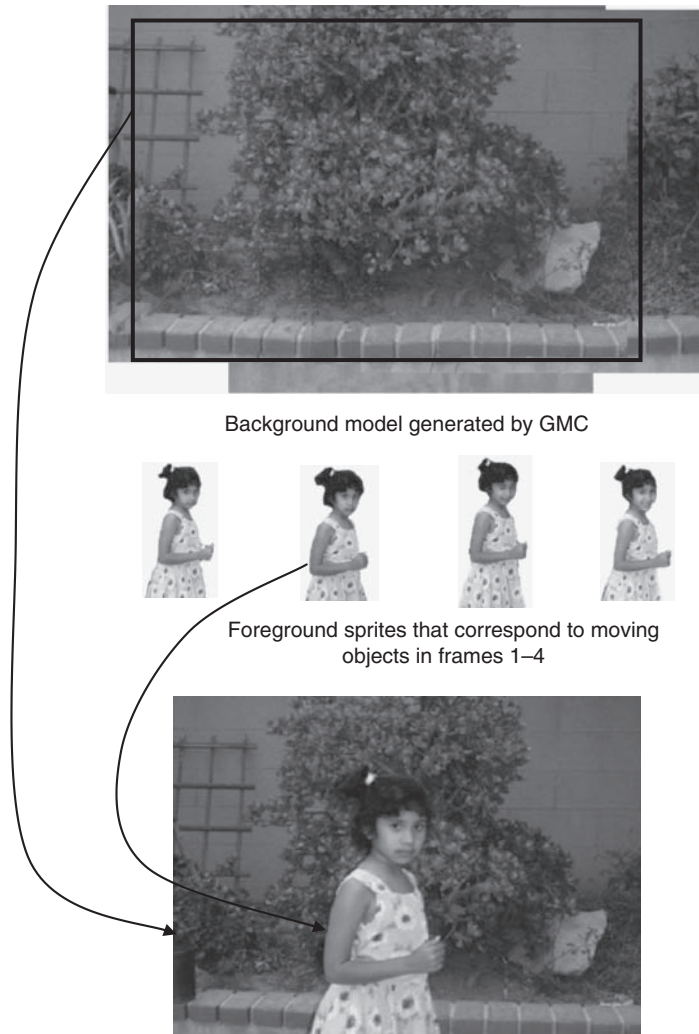 Background model generated by GMC
Foreground sprites that correspond to moving
objects in frames 1–4